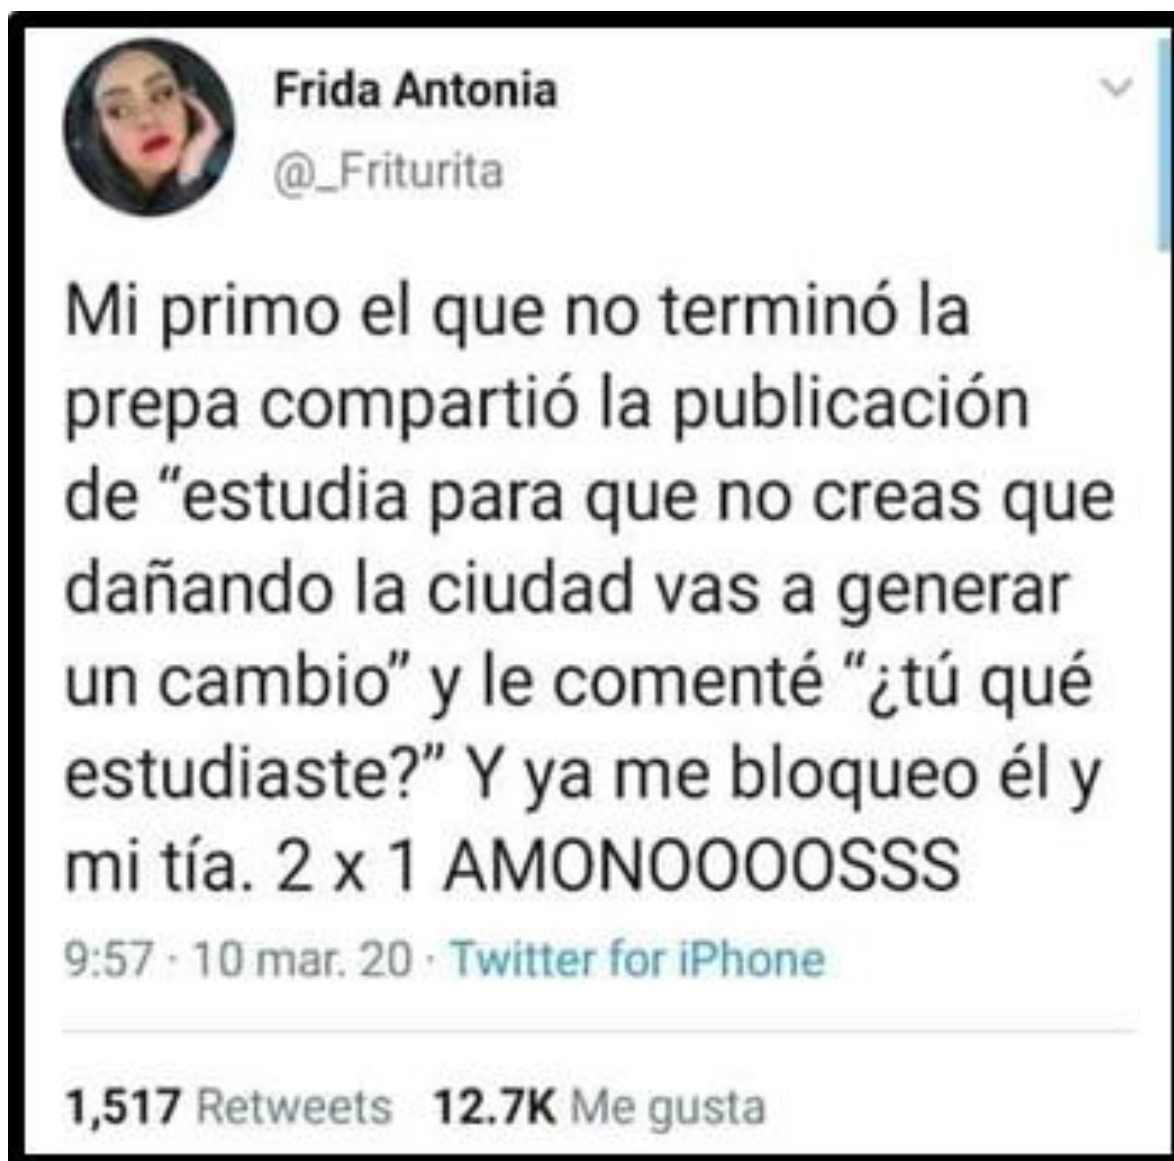 Frida Antonia
@_Friturita
Mi primo el que no terminó la
prepa compartió la publicación
de “estudia para que no creas que
dañando la ciudad vas a generar
un cambio” y le comenté “¿tú qué
estudiaste?” Y ya me bloqueo él y
mi tía. 2 x 1 AMONOOOOSSS
9:57 · 10 mar. 20 · Twitter for iPhone
1,517 Retweets 12.7K Me gusta